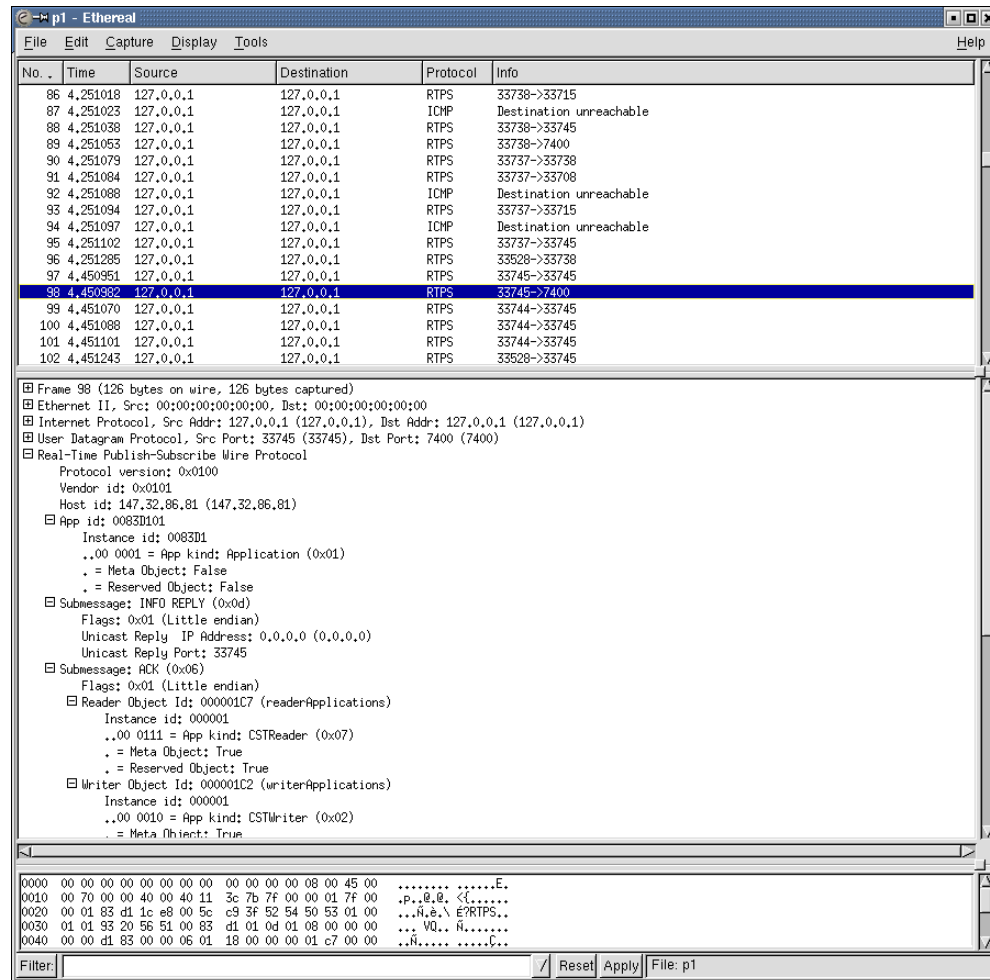 p1 - Ethereal
File Edit Capture Display Tools Help
No. . Time Source Destination Protocol Info
86 4.251018 127.0.0.1 127.0.0.1 RTPS 33738->33715
87 4.251023 127.0.0.1 127.0.0.1 ICMP Destination unreachable
88 4.251038 127.0.0.1 127.0.0.1 RTPS 33738->33745
89 4.251053 127.0.0.1 127.0.0.1 RTPS 33738->7400
90 4.251079 127.0.0.1 127.0.0.1 RTPS 33737->33738
91 4.251084 127.0.0.1 127.0.0.1 RTPS 33737->33708
92 4.251088 127.0.0.1 127.0.0.1 ICMP Destination unreachable
93 4.251094 127.0.0.1 127.0.0.1 RTPS 33737->33715
94 4.251097 127.0.0.1 127.0.0.1 ICMP Destination unreachable
95 4.251102 127.0.0.1 127.0.0.1 RTPS 33737->33745
96 4.251285 127.0.0.1 127.0.0.1 RTPS 33528->33738
97 4.450951 127.0.0.1 127.0.0.1 RTPS 33745->33745
98 4.450982 127.0.0.1 127.0.0.1 RTPS 33745->7400
99 4.451070 127.0.0.1 127.0.0.1 RTPS 33744->33745
100 4.451088 127.0.0.1 127.0.0.1 RTPS 33744->33745
101 4.451101 127.0.0.1 127.0.0.1 RTPS 33744->33745
102 4.451243 127.0.0.1 127.0.0.1 RTPS 33528->33745
Frame 98 (126 bytes on wire, 126 bytes captured)
Ethernet II, Src: 00:00:00:00:00:00, Dst: 00:00:00:00:00:00
Internet Protocol, Src Addr: 127.0.0.1 (127.0.0.1), Dst Addr: 127.0.0.1 (127.0.0.1)
User Datagram Protocol, Src Port: 33745 (33745), Dst Port: 7400 (7400)
Real-Time Publish-Subscribe Wire Protocol
Protocol version: 0x0100
Vendor id: 0x0101
Host id: 147.32.86.81 (147.32.86.81)
App id: 0083D101
Instance id: 0083D1
..00 0001 = App kind: Application (0x01)
. = Meta Object: False
. = Reserved Object: False
Submessage: INFO REPLY (0x0d)
Flags: 0x01 (Little endian)
Unicast Reply IP Address: 0.0.0.0 (0.0.0.0)
Unicast Reply Port: 33745
Submessage: ACK (0x06)
Flags: 0x01 (Little endian)
Reader Object Id: 000001C7 (readerApplications)
Instance id: 000001
..00 0111 = App kind: CSTReader (0x07)
. = Meta Object: True
. = Reserved Object: True
Writer Object Id: 000001C2 (writerApplications)
Instance id: 000001
..00 0010 = App kind: CSTWriter (0x02)
. = Meta Object: True
0000 00 00 00 00 00 00 00 00 00 00 00 00 08 00 45 00 ........ ......E.
0010 00 70 00 00 40 00 40 11 3c 7b 7f 00 00 01 7f 00 .p..@.@. <{......
0020 00 01 83 d1 1c e8 00 5c c9 3f 52 54 50 53 01 00 ...Ñ.è.\ É?RTPS..
0030 01 01 93 20 56 51 00 83 d1 01 0d 01 08 00 00 00 ... VQ.. Ñ.......
0040 00 00 d1 83 00 00 06 01 18 00 00 00 01 c7 00 00 ..Ñ..... .....Ç..
Filter: Reset Apply File: p1